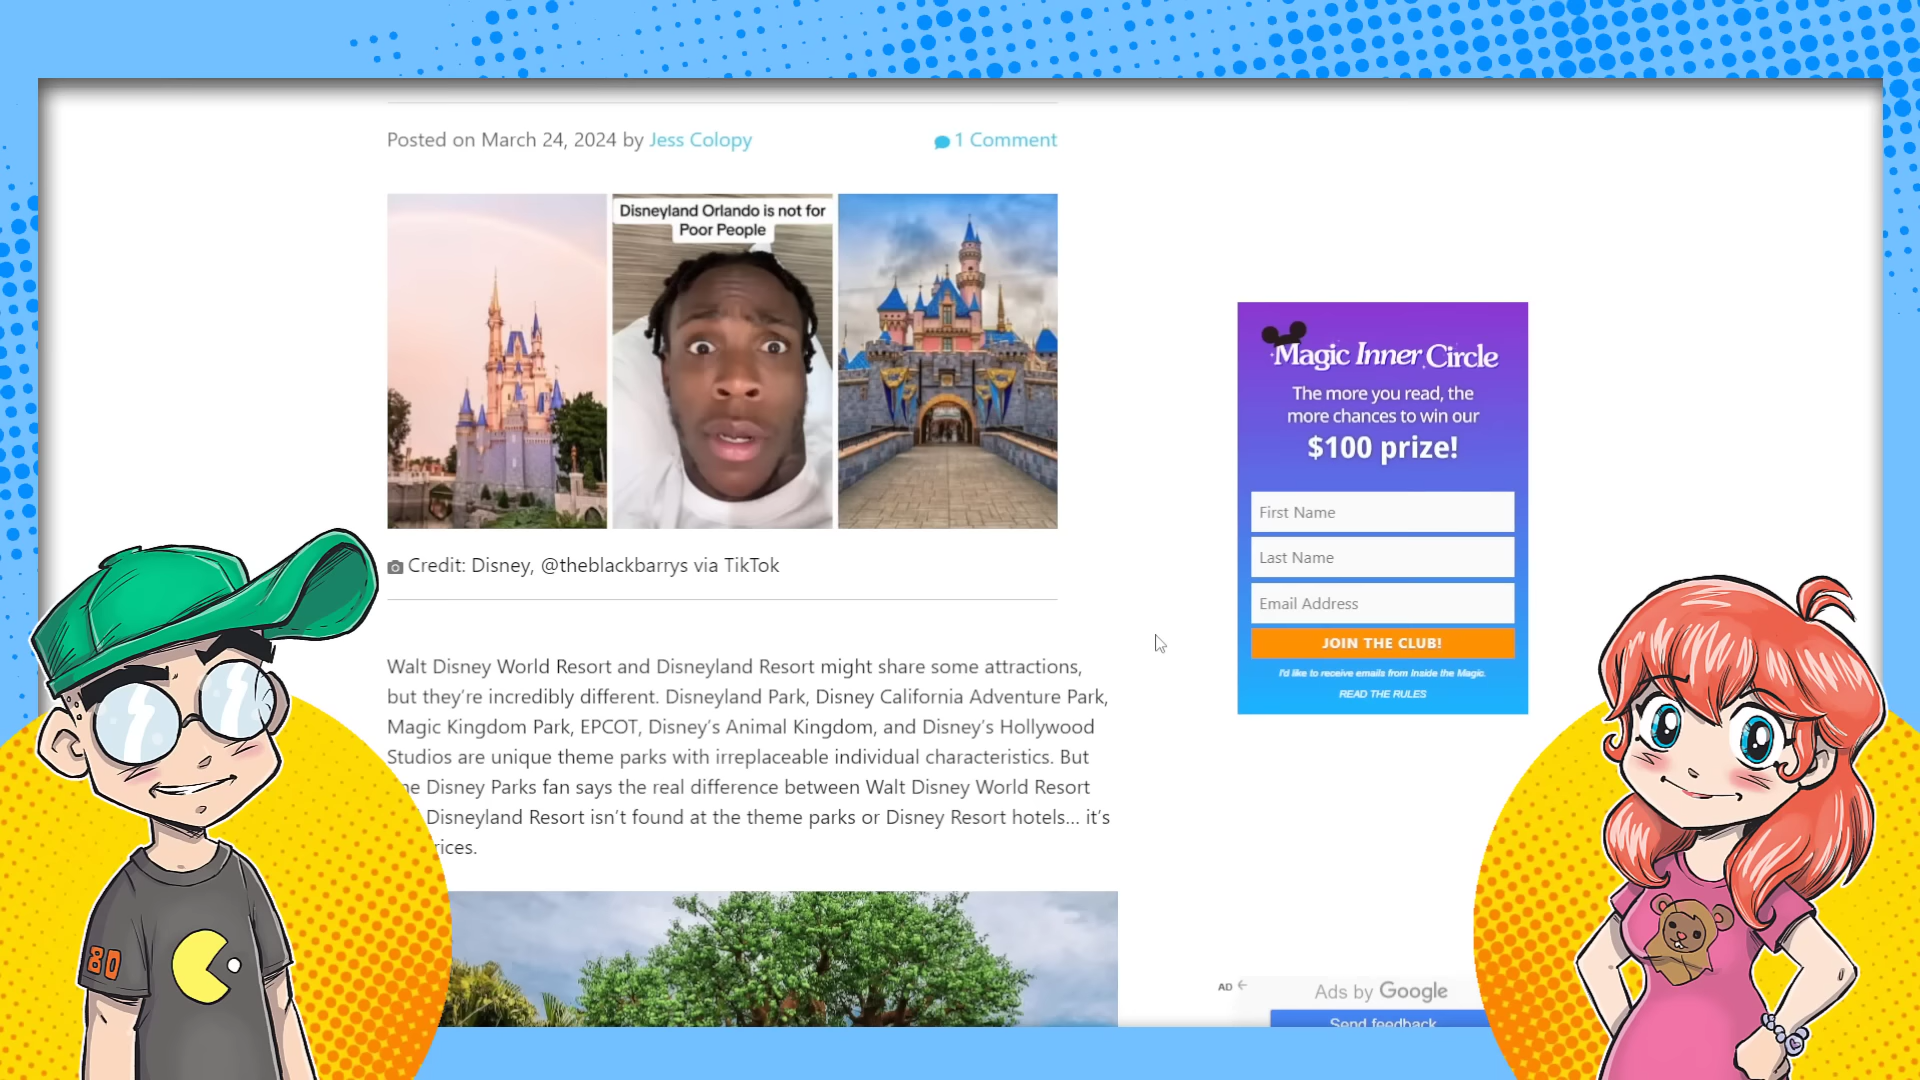 Posted on March 24, 2024 by Jess Colopy
1 Comment
Disneyland Orlando is not for
Poor People
Credit: Disney, @theblackbarrys via TikTok
Walt Disney World Resort and Disneyland Resort might share some attractions,
but they're incredibly different. Disneyland Park, Disney California Adventure Park,
Magic Kingdom Park, EPCOT, Disney's Animal Kingdom, and Disney's Hollywood
Studios are unique theme parks with irreplaceable individual characteristics. But
Disney Parks fan says the real difference between Walt Disney World Resort
Disneyland Resort isn't found at the theme parks or Disney Resort hotels... it's
Magic Inner Circle
The more you read, the
more chances to win our
$100 prize!
First Name
Last Name
Email Address
JOIN THE CLUB!
I'd like to receive emails from Inside the Magic.
READ THE RULES
AD
Ads by Google
Send feedback
80